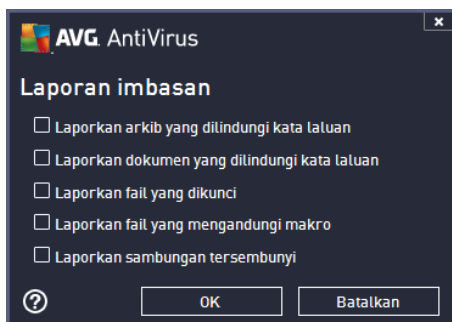 AVG. AntiVirus
Laporan imbasan
Laporkan arkib yang dilindungi kata laluan
Laporkan dokumen yang dilindungi kata laluan
Laporkan fail yang dikunci
Laporkan fail yang mengandungi makro
Laporkan sambungan tersembunyi
OK Batalkan